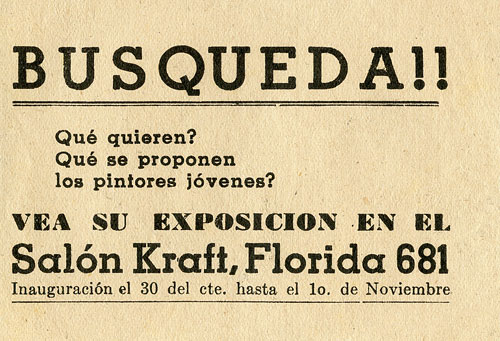 BUSQUEDA!!
Qué quieren?
Qué se proponen
los pintores jóvenes?
VEA SU EXPOSICION EN EL
Salón Kraft, Florida 681
Inauguración el 30 del cte. hasta el 1o. de Noviembre